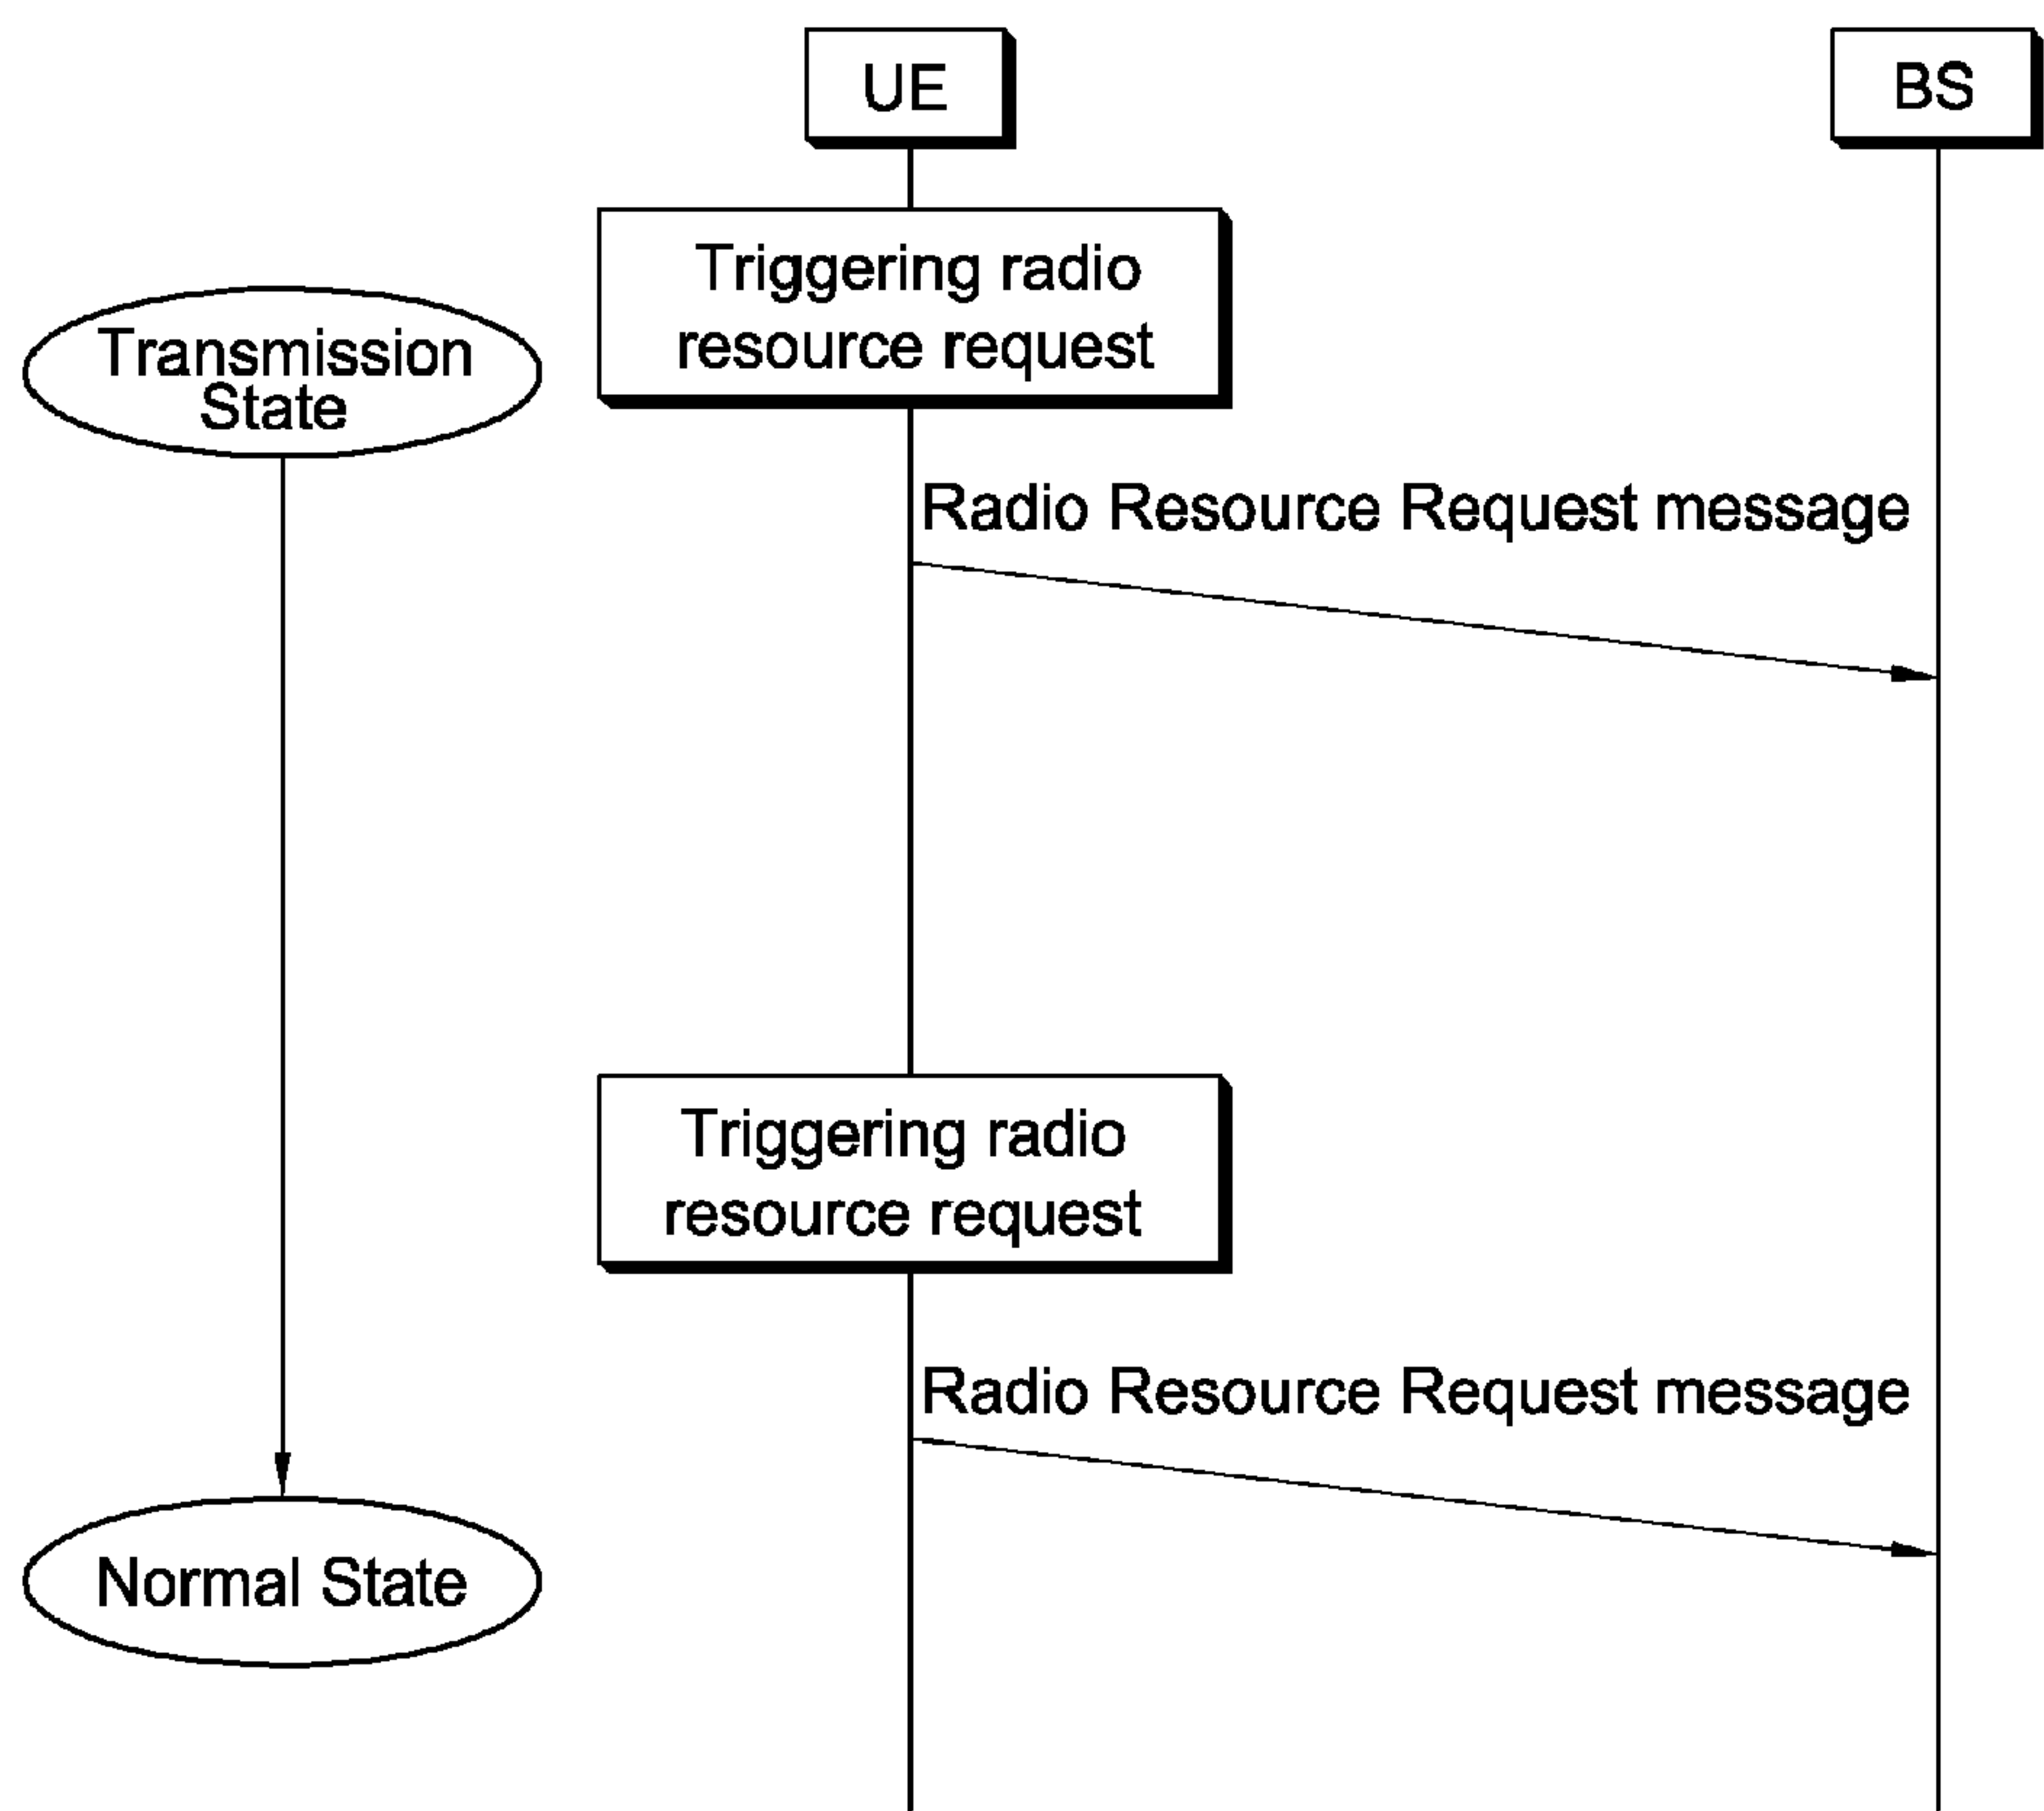 UE
BS
Triggering radio
resource request
Transmission
State
Radio Resource Request message
Triggering radio
resource request
Radio Resource Request message
Normal State